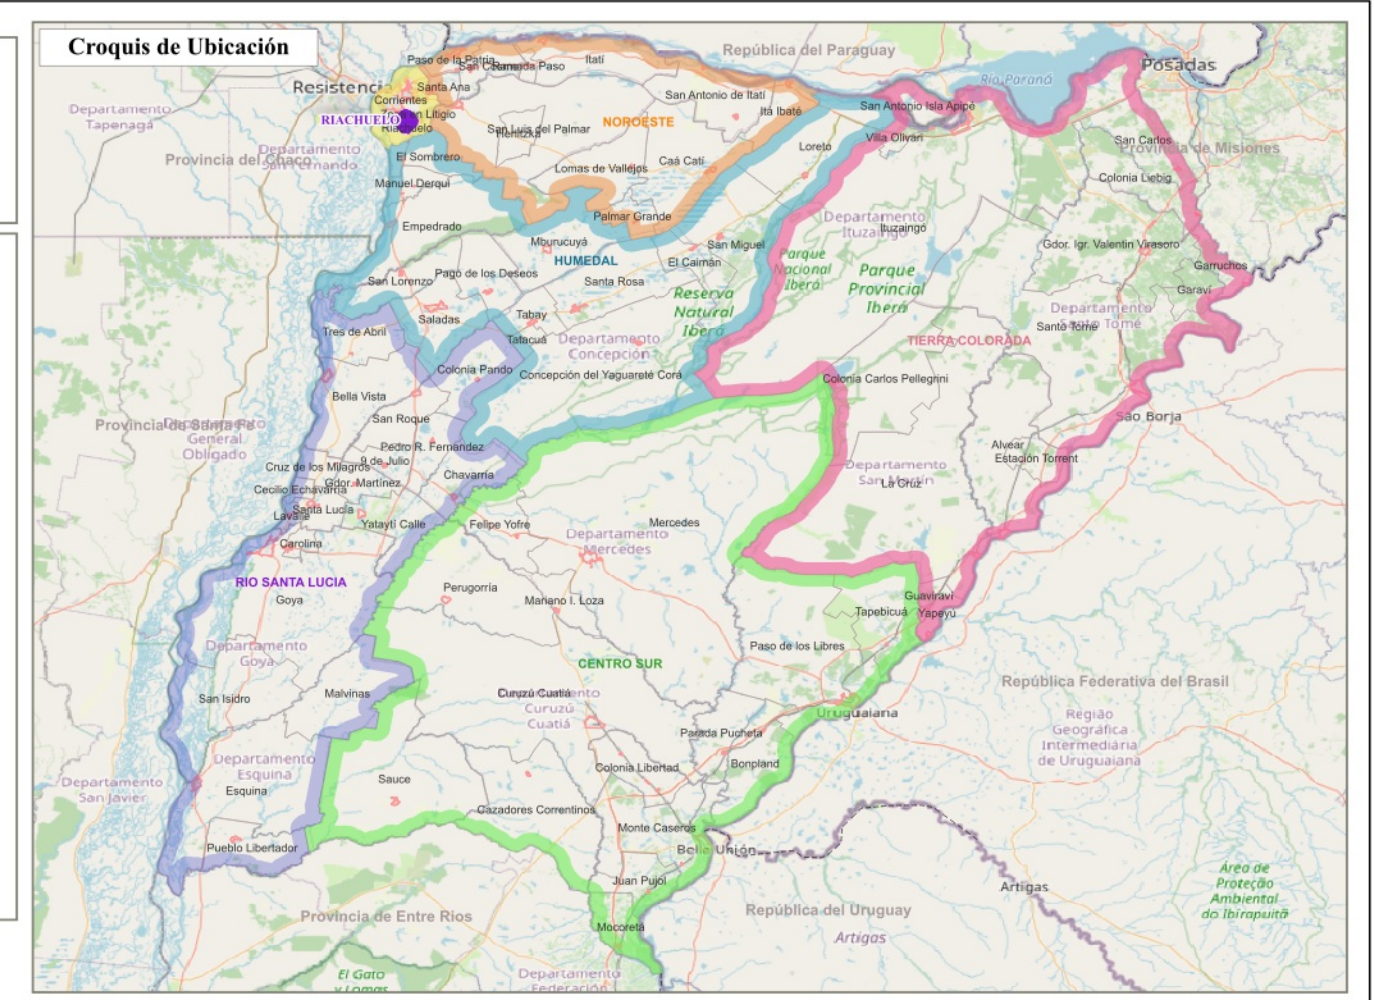 Croquis de Ubicación
República del Paraguay
Posadas
Paso de la Patria
Itatí
Resistenci
Santa Ana
Río Paraná
Departamento
Tapenagá
Corrientes
San Antonio de Itatí
Itá Ibaté
San Antonio Isla Apipé
RIACHUELO
en Litigio
NOROESTE
San Luis del Palmar
Villa Olivari
San Carlos
Provincia de Misiones
Loreto
Provincia del Chaco
Departamento
San Fernando
El Sombrero
Lomas de Vallejos
Caá Catí
Colonia Liebig
Manuel Derqui
Palmar Grande
Departamento
Ituzaingó
Ituzaingó
Empedrado
Mburucuyá
San Miguel
Gdor. Igr. Valentin Virasoro
HUMEDAL
El Caimán
Parque
Nacional
Iberá
Parque
Provincial
Iberá
Garruchos
San Lorenzo
Pago de los Deseos
Santa Rosa
Garaví
Reserva
Natural
Iberá
Tres de Abril
Saladas
Tabay
Departamento
Santo Tomé
Santo Tomé
Tatacuá
Departamento
Concepción
TIERRA COLORADA
Colonia Pando
Concepción del Yaguareté Corá
Colonia Carlos Pellegrini
Bella Vista
São Borja
Provincia de Santa Fe
Departamento
General
Obligado
San Roque
Pedro R. Fernández
9 de Julio
Alvear
Estación Torrent
Cruz de los Milagros
Gdor. Martínez
Chavarría
Departamento
San Martín
La Cruz
Cecilio Echavarría
Santa Lucía
Lavalle
Yatayti Calle
Felipe Yofre
Mercedes
Departamento
Mercedes
Carolina
RIO SANTA LUCIA
Goya
Perugorría
Mariano I. Loza
Guaviraví
Tapebicuá
Yapeyú
Departamento
Goya
Paso de los Libres
CENTRO SUR
República Federativa del Brasil
San Isidro
Malvinas
Curuzú Cuatiá
Departamento
Curuzú
Cuatiá
Uruguaiana
Região
Geográfica
Intermediária
de Uruguaiana
Parada Pucheta
Departamento
Esquina
Esquina
Departamento
San Javier
Sauce
Colonia Libertad
Bonpland
Cazadores Correntinos
Monte Caseros
Pueblo Libertador
Bella Unión
Juan Pujol
Artigas
Área de
Proteção
Ambiental
do Ibirapuitã
Provincia de Entre Rios
Mocoretá
República del Uruguay
Artigas
El Gato
y Lomas
Departamento
Federación